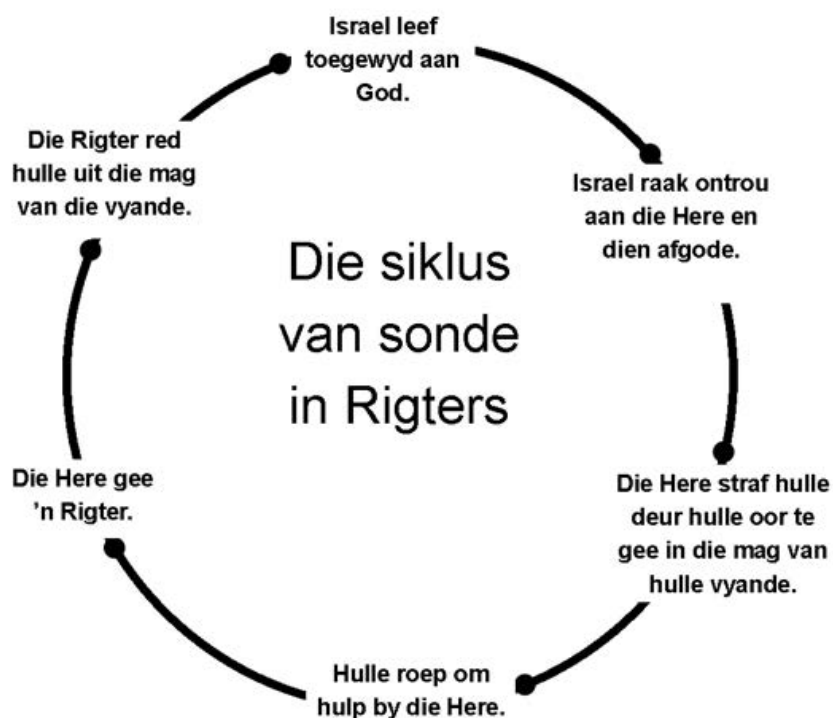 Israel leef
toegewyd aan
God.
Israel raak ontrou
aan die Here en
dien afgode.
Die Here straf hulle
deur hulle oor te
gee in die mag van
hulle vyande.
Hulle roep om
hulp by die Here.
Die Here gee
'n Rigter.
Die Rigter red
hulle uit die mag
van die vyande.
Die siklus
van sonde
in Rigters